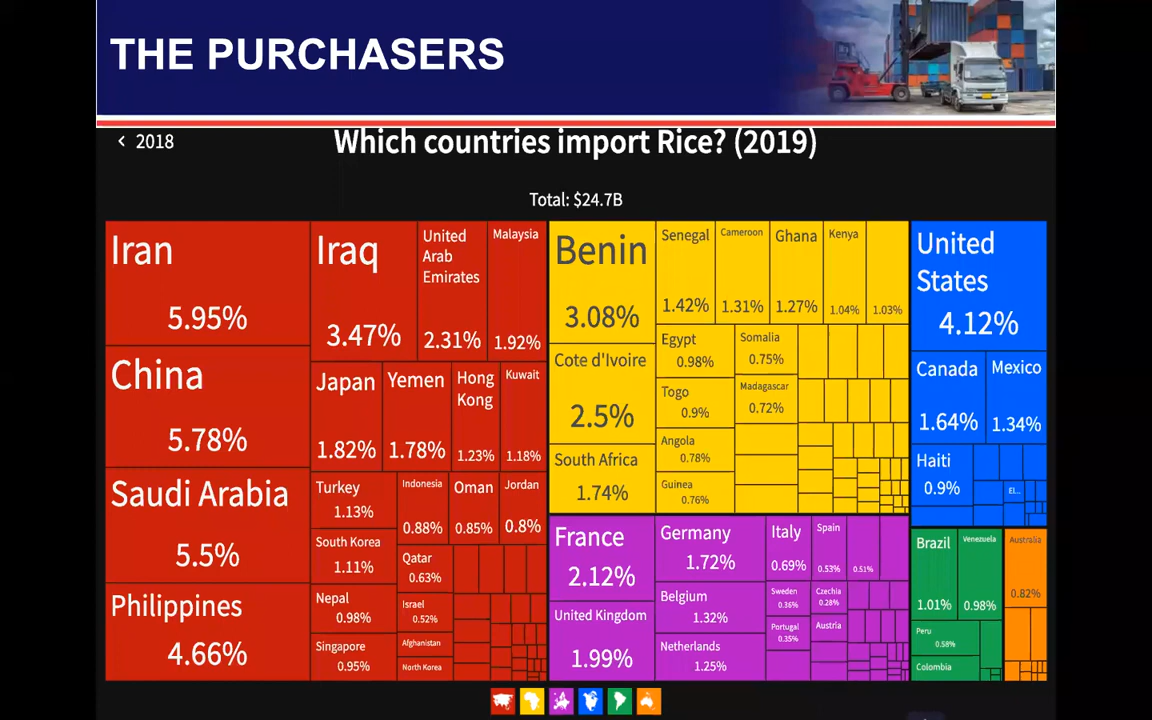 THE PURCHASERS
< 2018
Which countries import Rice? (2019)
Total: $24.7B
Iran
5.95%
China
5.78%
Saudi Arabia
5.5%
Philippines
4.66%
Iraq
3.47%
United
Arab
Emirates
2.31%
Malaysia
1.92%
Japan
1.82%
Yemen
1.78%
Hong
Kong
1.23%
Kuwait
1.18%
Turkey
1.13%
South Korea
1.11%
Nepal
0.98%
Singapore
0.95%
Indonesia
0.88%
Oman
0.85%
Jordan
0.8%
Qatar
0.63%
Israel
0.52%
Afghanistan
North Korea
Benin
3.08%
Cote d'Ivoire
2.5%
South Africa
1.74%
Senegal
1.42%
Cameroon
1.31%
Ghana
1.27%
Kenya
1.04%
1.03%
Egypt
0.98%
Togo
0.9%
Angola
0.78%
Guinea
0.76%
Somalia
0.75%
Madagascar
0.72%
France
2.12%
United Kingdom
1.99%
Germany
1.72%
Belgium
1.32%
Netherlands
1.25%
Italy
0.69%
Spain
0.53%
0.51%
Sweden
0.36%
Czechia
0.28%
Portugal
0.35%
Austria
United
States
4.12%
Canada
1.64%
Mexico
1.34%
Haiti
0.9%
El...
Brazil
1.01%
Venezuela
0.98%
Peru
0.58%
Colombia
Australia
0.82%